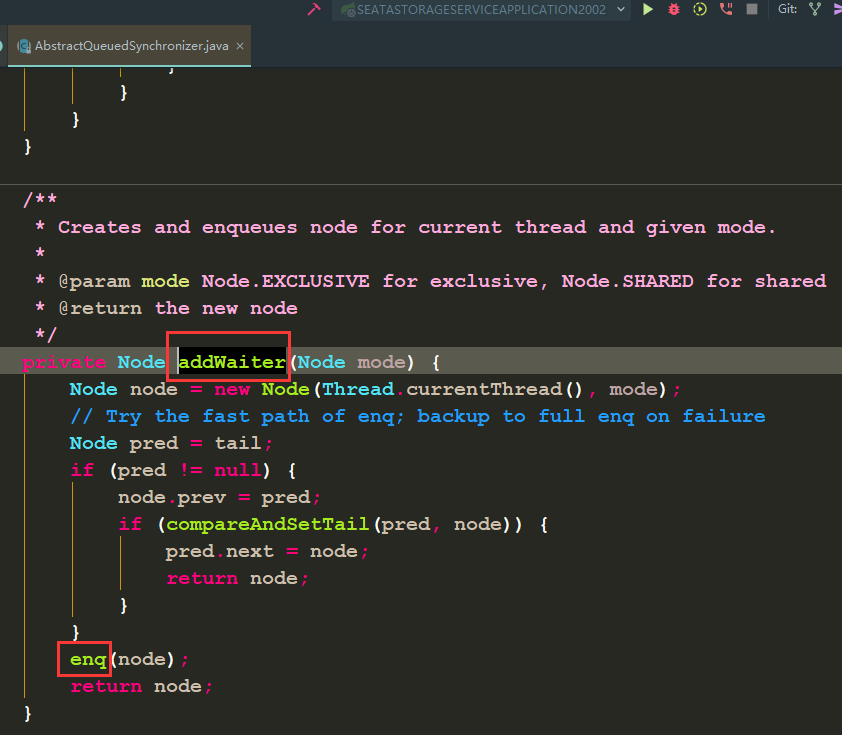 SEATASTORAGESERVICEAPPLICATION2002
Git:
AbstractQueuedSynchronizer.java ×
}
}
}
}
/**
 * Creates and enqueues node for current thread and given mode.
 *
 * @param mode Node.EXCLUSIVE for exclusive, Node.SHARED for shared
 * @return the new node
 */
private Node addWaiter(Node mode) {
    Node node = new Node(Thread.currentThread(), mode);
    // Try the fast path of enq; backup to full enq on failure
    Node pred = tail;
    if (pred != null) {
        node.prev = pred;
        if (compareAndSetTail(pred, node)) {
            pred.next = node;
            return node;
        }
    }
    enq(node);
    return node;
}